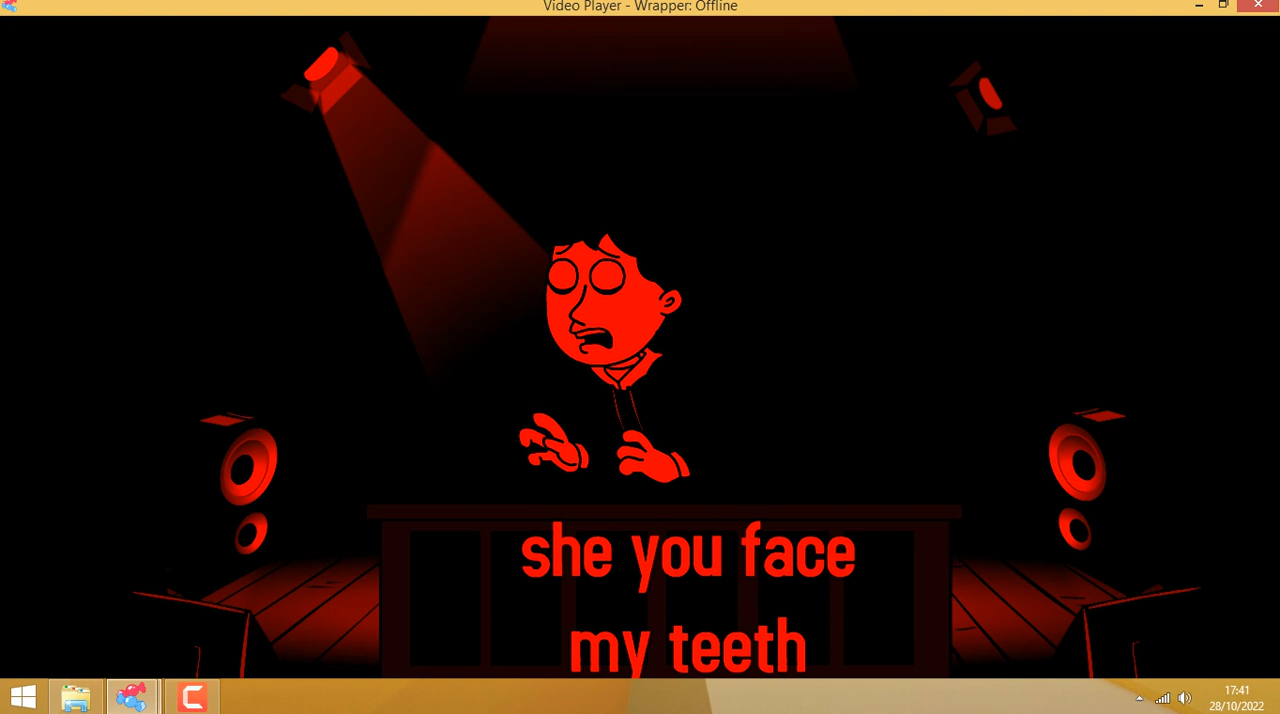 Video Player - Wrapper: Offline
she you face
my teeth
17:41
28/10/2022